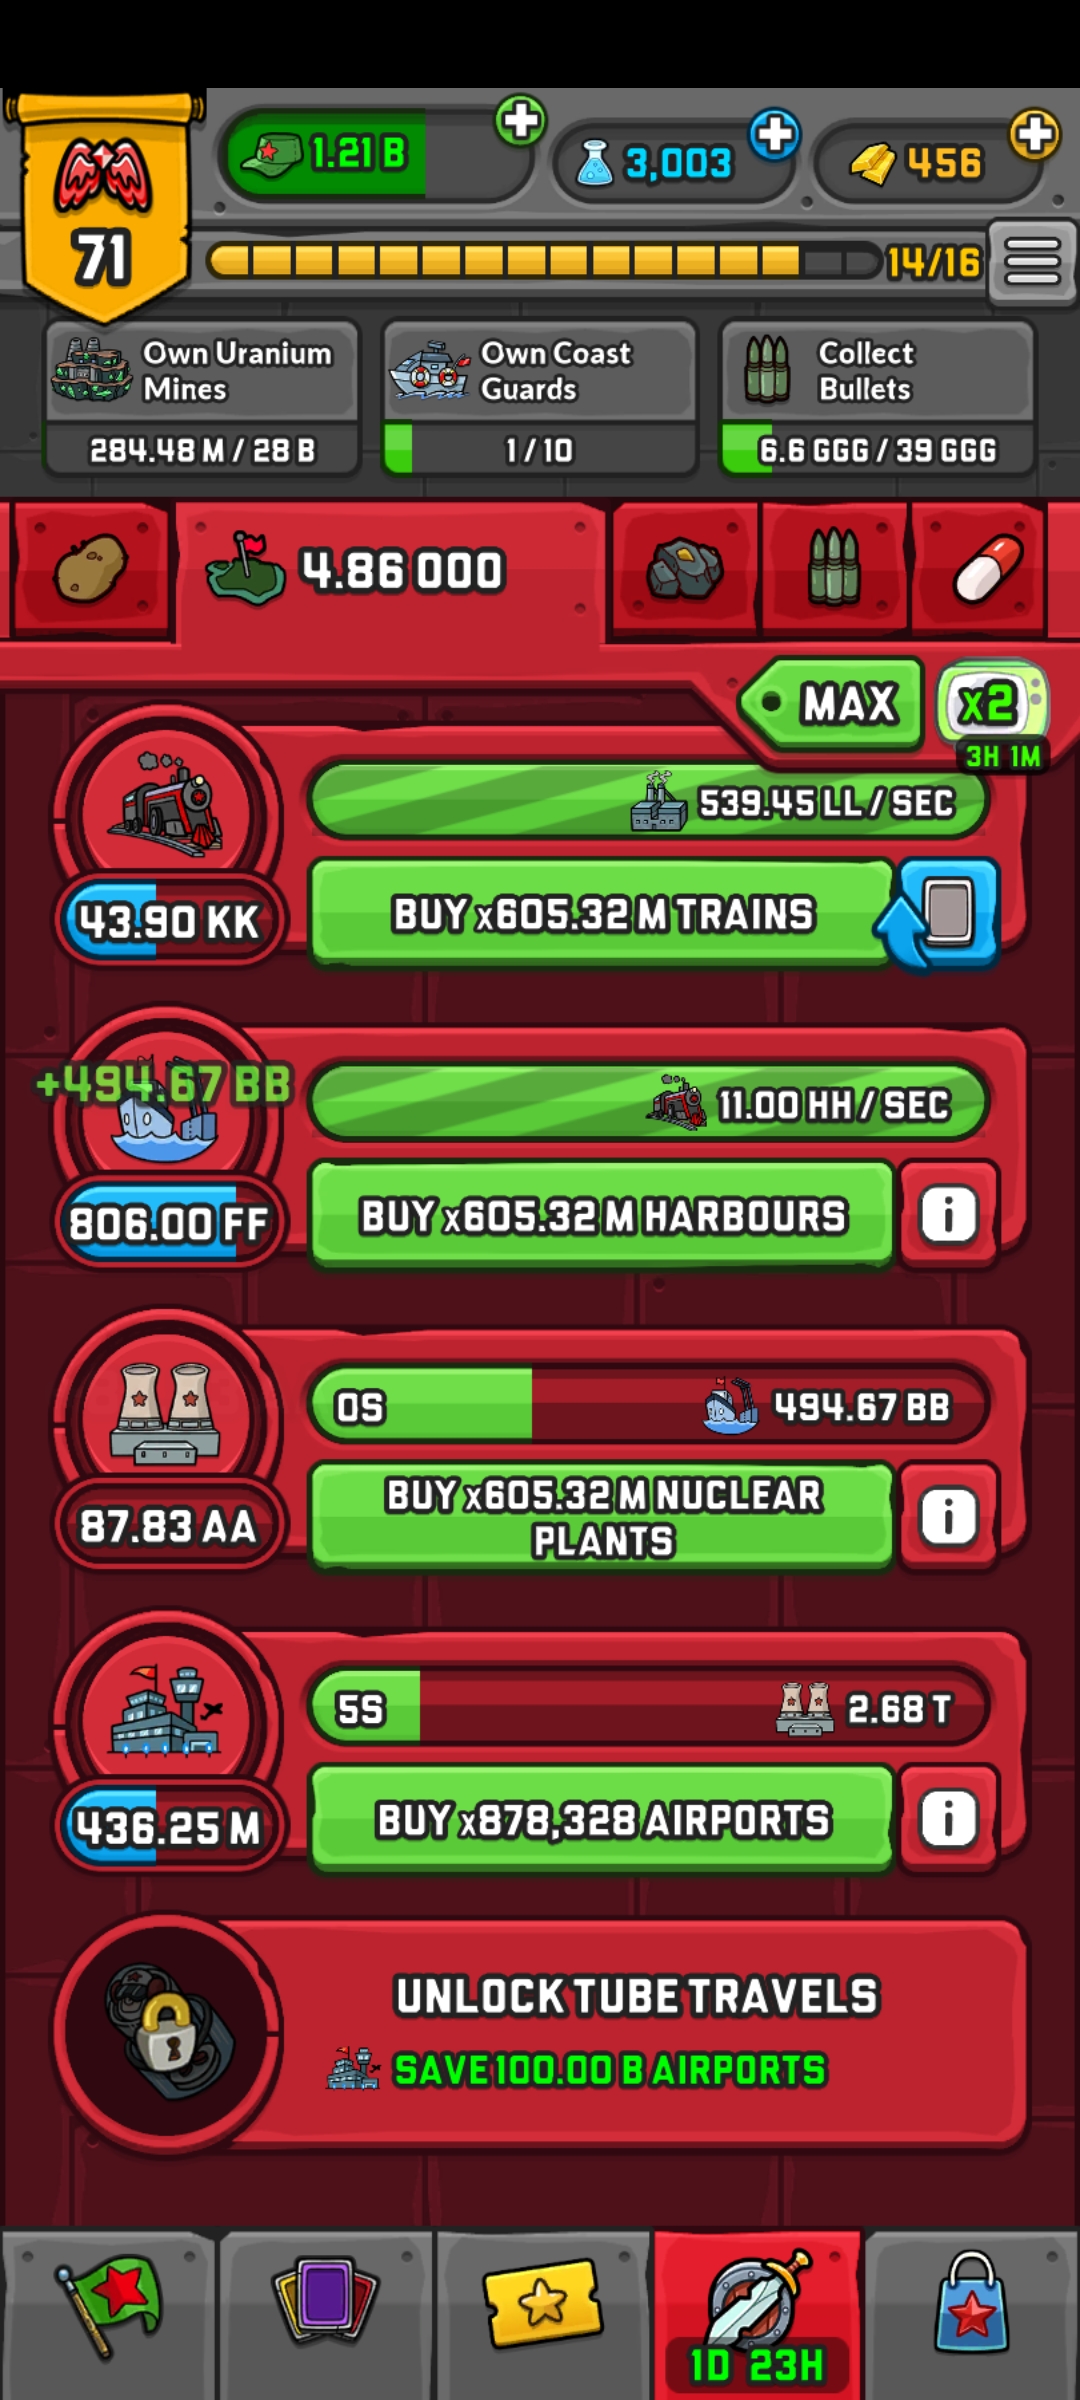 1.21 B
3,003
456
71
14/16
Own Uranium
Mines
284.48 M / 28 B
Own Coast
Guards
1 / 10
Collect
Bullets
6.6 GGG / 39 GGG
4.86 000
MAX
x2
3H 1M
539.45 LL / SEC
43.90 KK
BUY x605.32 M TRAINS
+494.67 BB
11.00 HH / SEC
806.00 FF
BUY x605.32 M HARBOURS
i
0S
494.67 BB
87.83 AA
BUY x605.32 M NUCLEAR
PLANTS
i
5S
2.68 T
436.25 M
BUY x878,328 AIRPORTS
i
UNLOCK TUBE TRAVELS
SAVE 100.00 B AIRPORTS
1D 23H